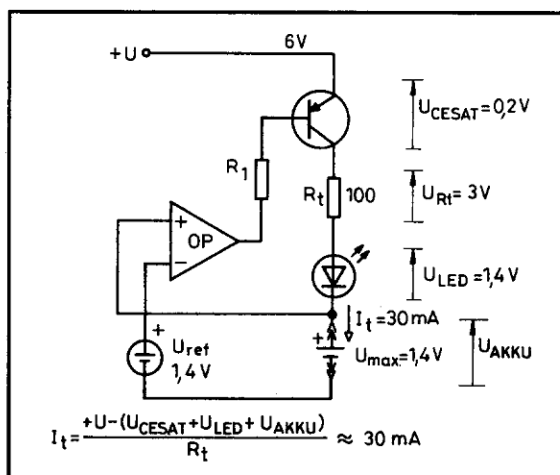 6V
+U
U_CESAT=0,2V
R_1
R_t 100
U_Rt=3V
+
OP
−
U_LED=1,4V
I_t=30mA
+
+
U_ref
1,4V
U_max.=1,4V
U_AKKU
I_t= +U-(U_CESAT+U_LED+U_AKKU) / R_t ≈ 30 mA